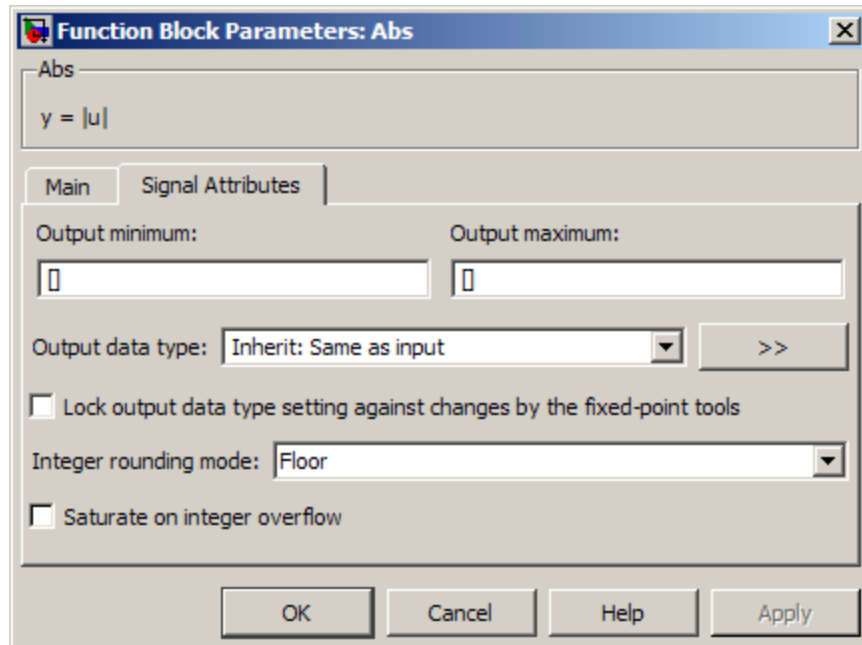 Function Block Parameters: Abs
Abs
y = |u|
Main Signal Attributes
Output minimum: Output maximum:
[] []
Output data type: Inherit: Same as input >>
Lock output data type setting against changes by the fixed-point tools
Integer rounding mode: Floor
Saturate on integer overflow
OK Cancel Help Apply